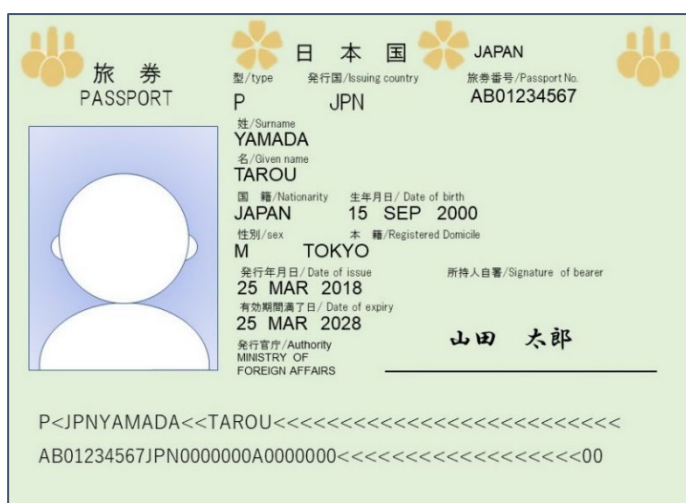 旅 券
PASSPORT
日 本 国 JAPAN
型/type 発行国/Issuing country 旅券番号/Passport No.
P JPN AB01234567
姓/Surname
YAMADA
名/Given name
TAROU
国 籍/Nationarity 生年月日/ Date of birth
JAPAN 15 SEP 2000
性別/sex 本 籍/Registered Domicile
M TOKYO
発行年月日/ Date of issue 所持人自署/Signature of bearer
25 MAR 2018
有効期間満了日/ Date of expiry
25 MAR 2028
発行官庁/Authority 山田 太郎
MINISTRY OF
FOREIGN AFFAIRS
P<JPNYAMADA<<TAROU<<<<<<<<<<<<<<<<<<<<<<<<<<
AB01234567JPN0000000A0000000<<<<<<<<<<<<<<<<<<00